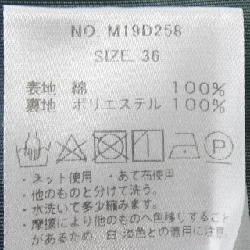 NO. M19D258
SIZE. 36
表地 綿 100%
裏地 ポリエステル 100%
・ネット使用 ・あて布使用
・他のものと分けて洗う。
・水洗いで多少縮みます。
・摩擦により他のものへ色移りすること
があるため、白・淡色との着用に注意。